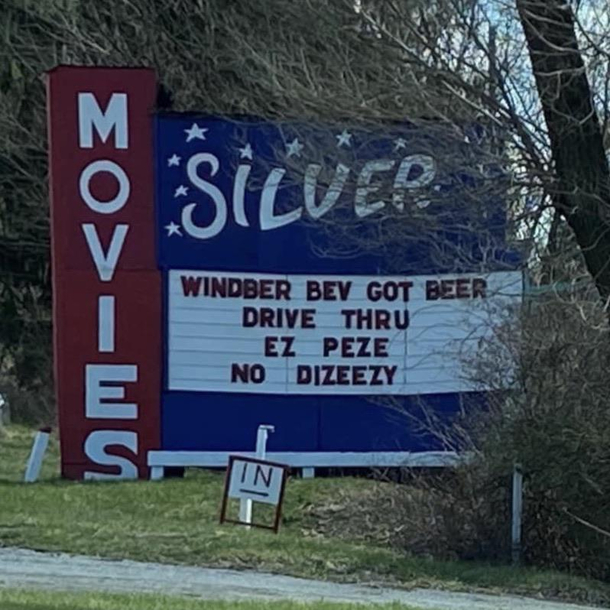 MOVIES
SILVER
WINDBER BEV GOT BEER
DRIVE THRU
EZ PEZE
NO DIZEEZY
IN